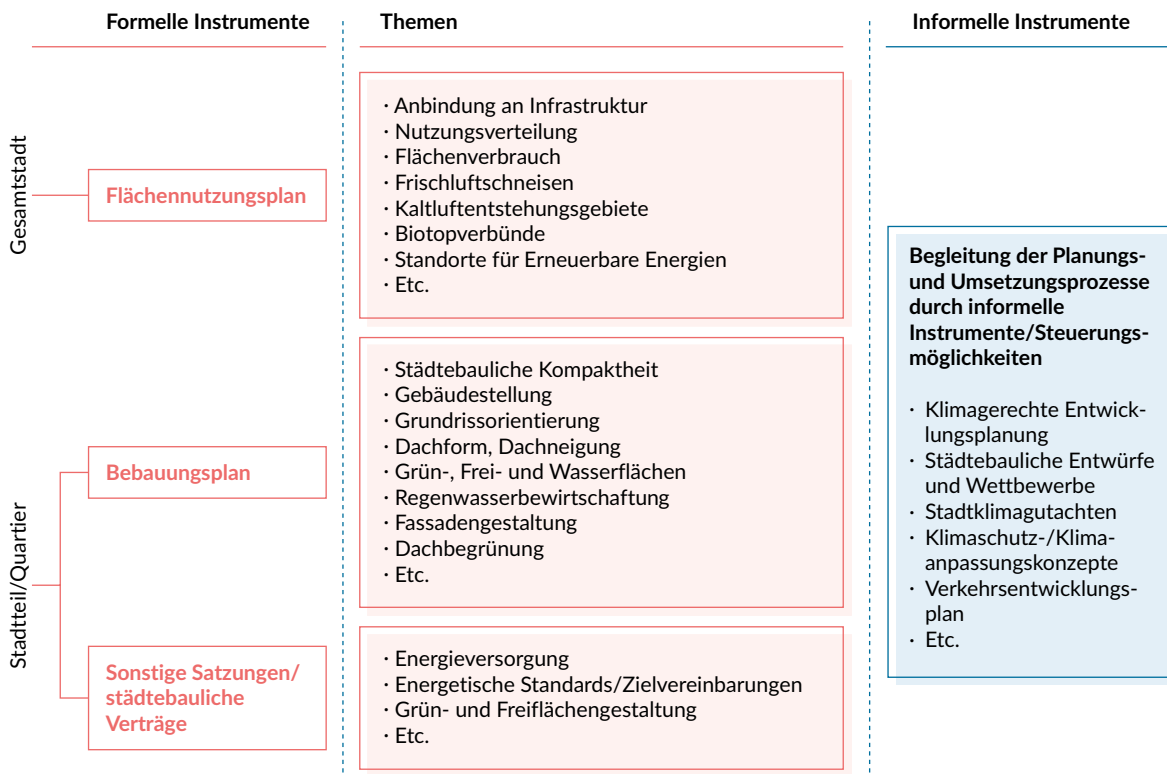 Formelle Instrumente
Themen
Informelle Instrumente
Gesamtstadt
Flächennutzungsplan
· Anbindung an Infrastruktur
· Nutzungsverteilung
· Flächenverbrauch
· Frischluftschneisen
· Kaltluftentstehungsgebiete
· Biotopverbünde
· Standorte für Erneuerbare Energien
· Etc.
Stadtteil/Quartier
Bebauungsplan
· Städtebauliche Kompaktheit
· Gebäudestellung
· Grundrissorientierung
· Dachform, Dachneigung
· Grün-, Frei- und Wasserflächen
· Regenwasserbewirtschaftung
· Fassadengestaltung
· Dachbegrünung
· Etc.
Sonstige Satzungen/
städtebauliche
Verträge
· Energieversorgung
· Energetische Standards/Zielvereinbarungen
· Grün- und Freiflächengestaltung
· Etc.
Begleitung der Planungs-
und Umsetzungsprozesse
durch informelle
Instrumente/Steuerungs-
möglichkeiten
· Klimagerechte Entwick-
lungsplanung
· Städtebauliche Entwürfe
und Wettbewerbe
· Stadtklimagutachten
· Klimaschutz-/Klima-
anpassungskonzepte
· Verkehrsentwicklungs-
plan
· Etc.